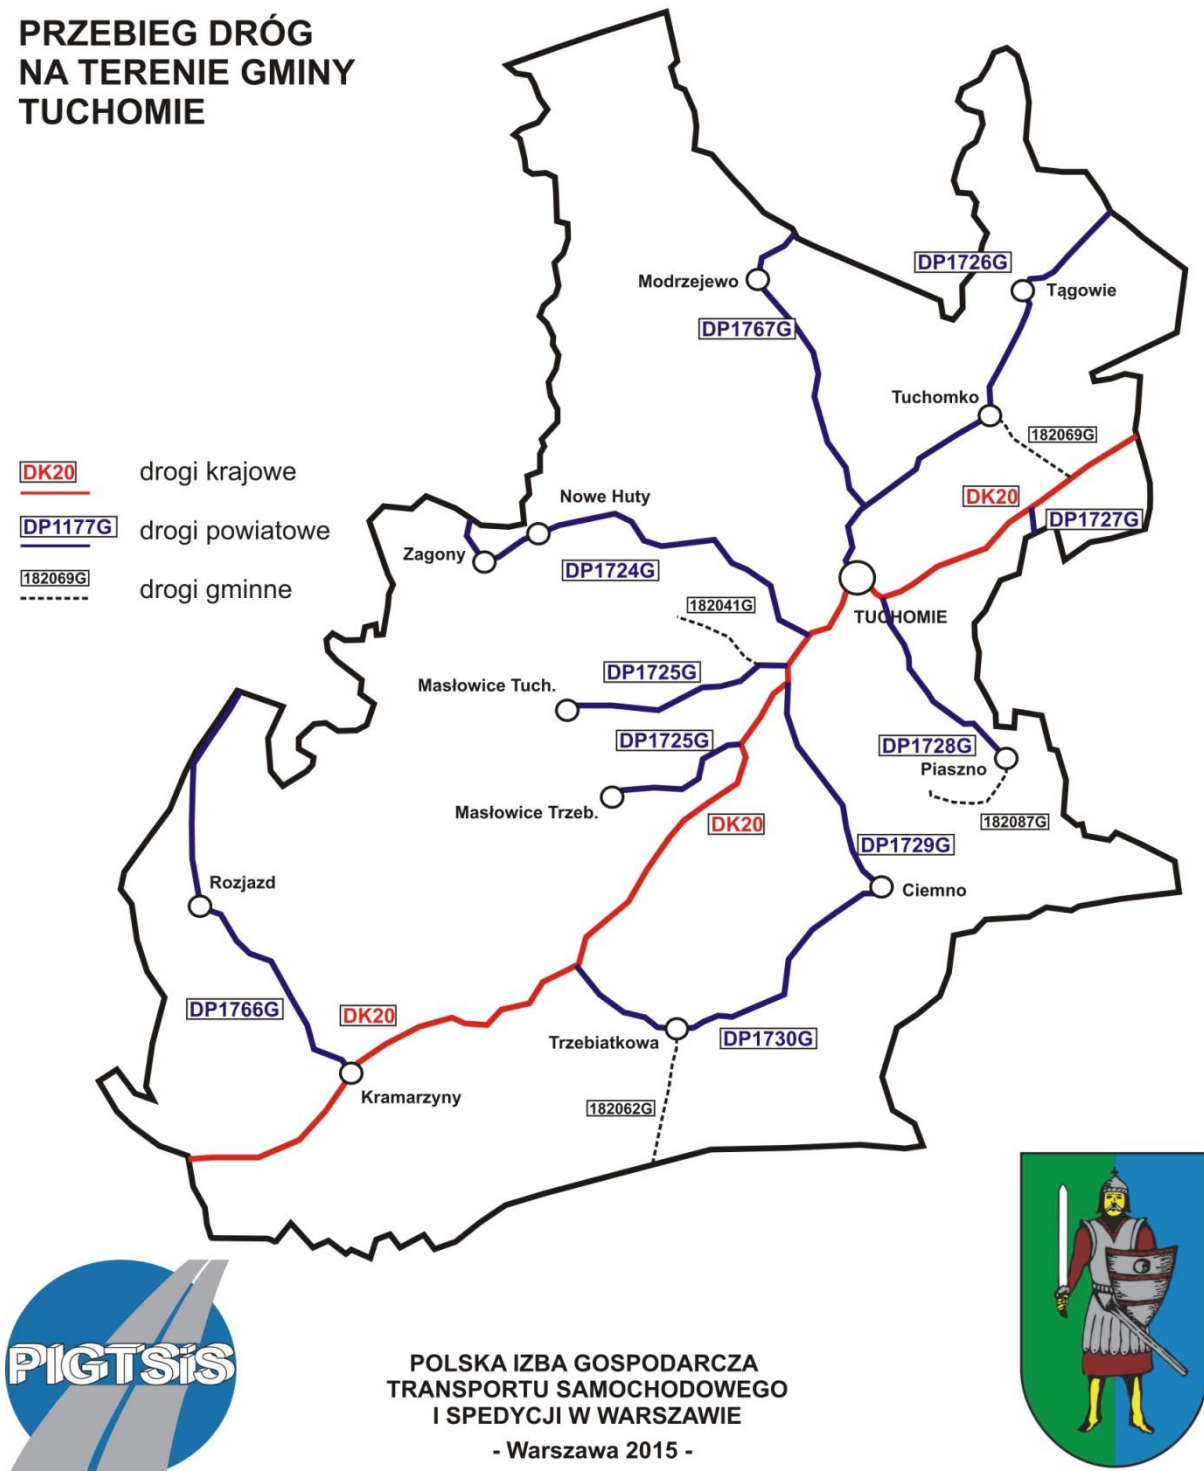 PRZEBIEG DRÓG
NA TERENIE GMINY
TUCHOMIE
DP1726G
Modrzejewo
Tągowie
DP1767G
Tuchomko
182069G
DK20 drogi krajowe
DK20
Nowe Huty
DP1177G drogi powiatowe
DP1727G
Zagony
DP1724G
182069G drogi gminne
182041G
TUCHOMIE
DP1725G
Masłowice Tuch.
DP1725G
DP1728G
Piaszno
Masłowice Trzeb.
DK20
182087G
DP1729G
Rozjazd
Ciemno
DP1766G
DK20
Trzebiatkowa
DP1730G
Kramarzyny
182062G
PIGTSiS
POLSKA IZBA GOSPODARCZA
TRANSPORTU SAMOCHODOWEGO
I SPEDYCJI W WARSZAWIE
- Warszawa 2015 -